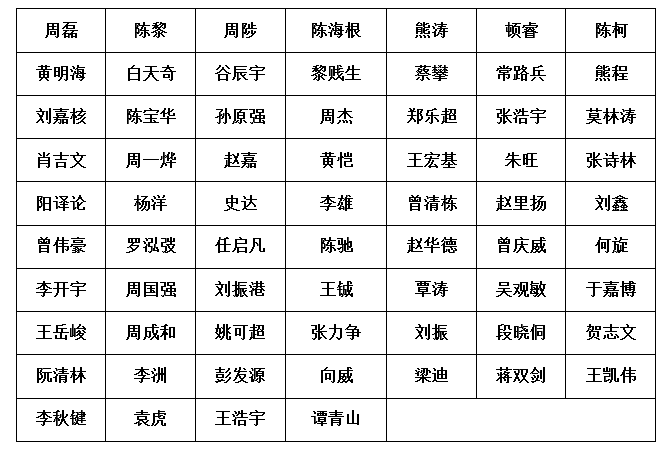 周磊 陈黎 周陟 陈海根 熊涛 顿睿 陈柯
黄明海 白天奇 谷辰宇 黎贱生 蔡攀 常路兵 熊程
刘嘉核 陈宝华 孙原强 周杰 郑乐超 张浩宇 莫林涛
肖吉文 周一烨 赵嘉 黄恺 王宏基 朱旺 张诗林
阳译论 杨洋 史达 李雄 曾清栋 赵里扬 刘鑫
曾伟豪 罗泓弢 任启凡 陈驰 赵华德 曾庆威 何旋
李开宇 周国强 刘振港 王铖 覃涛 吴观敏 于嘉博
王岳峻 周成和 姚可超 张力争 刘振 段晓侗 贺志文
阮清林 李洲 彭发源 向威 梁迪 蒋双剑 王凯伟
李秋键 袁虎 王浩宇 谭青山